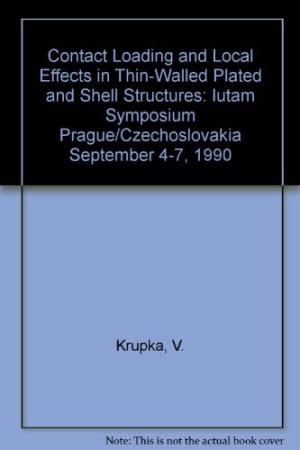 Contact Loading and Local
Effects in Thin-Walled Plated
and Shell Structures: Iutam
Symposium
Prague/Czechoslovakia
September 4-7, 1990
Krupka, V.
Note: This is not the actual book cover